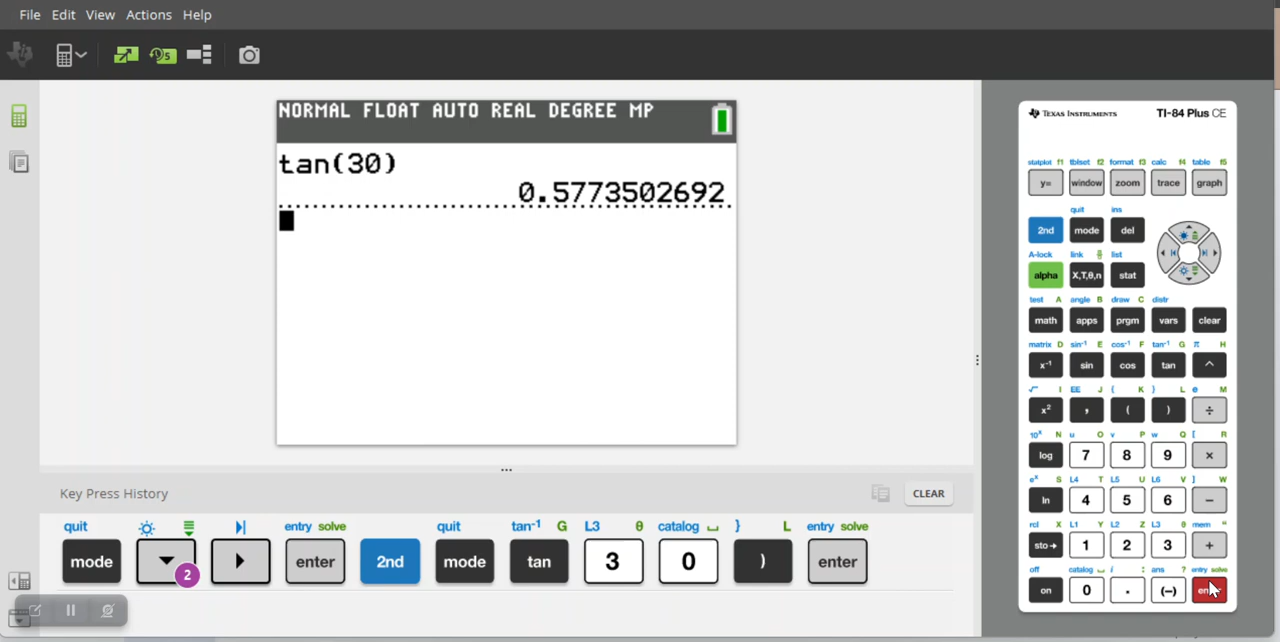 File Edit View Actions Help
5
NORMAL FLOAT AUTO REAL DEGREE MP
tan(30)
0.5773502692
Key Press History
CLEAR
quit entry solve quit tan-1 G L3 θ catalog } L entry solve
mode 2 enter 2nd mode tan 3 0 ) enter
TEXAS INSTRUMENTS TI-84 Plus CE
statplot f1 tblset f2 format f3 calc f4 table f5
y= window zoom trace graph
quit ins
2nd mode del
A-lock link list
alpha X,T,θ,n stat
test A angle B draw C distr
math apps prgm vars clear
matrix D sin-1 E cos-1 F tan-1 G π H
x-1 sin cos tan ^
√ I EE J { K } L e M
x² , ( ) ÷
10x N u O v P w Q [ R
log 7 8 9 ×
ex S L4 T L5 U L6 V ] W
ln 4 5 6 −
rcl X L1 Y L2 Z L3 θ mem "
sto→ 1 2 3 +
off catalog i : ans ? entry solve
on 0 . (−)